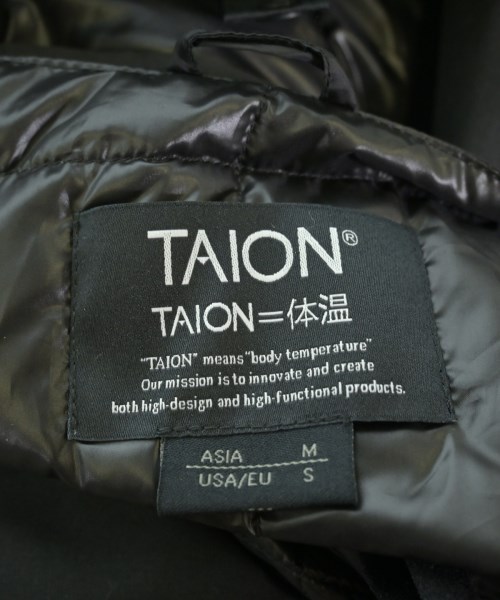 TAION®
TAION=体温
"TAION" means "body temperature"
Our mission is to innovate and create
both high-design and high-functional products.
ASIA M
USA/EU S